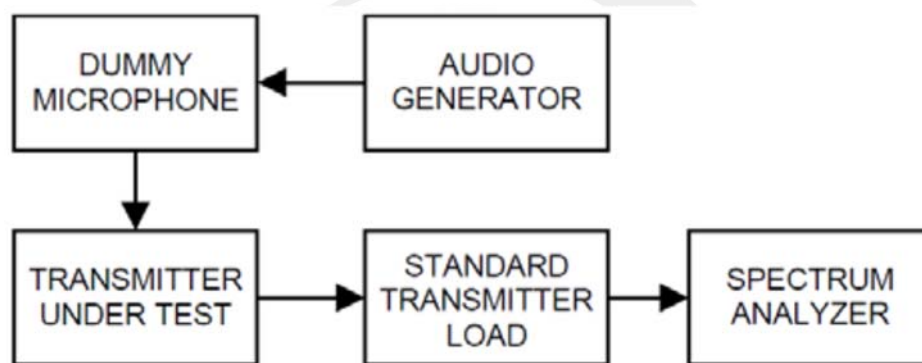 DUMMY
MICROPHONE
AUDIO
GENERATOR
TRANSMITTER
UNDER TEST
STANDARD
TRANSMITTER
LOAD
SPECTRUM
ANALYZER